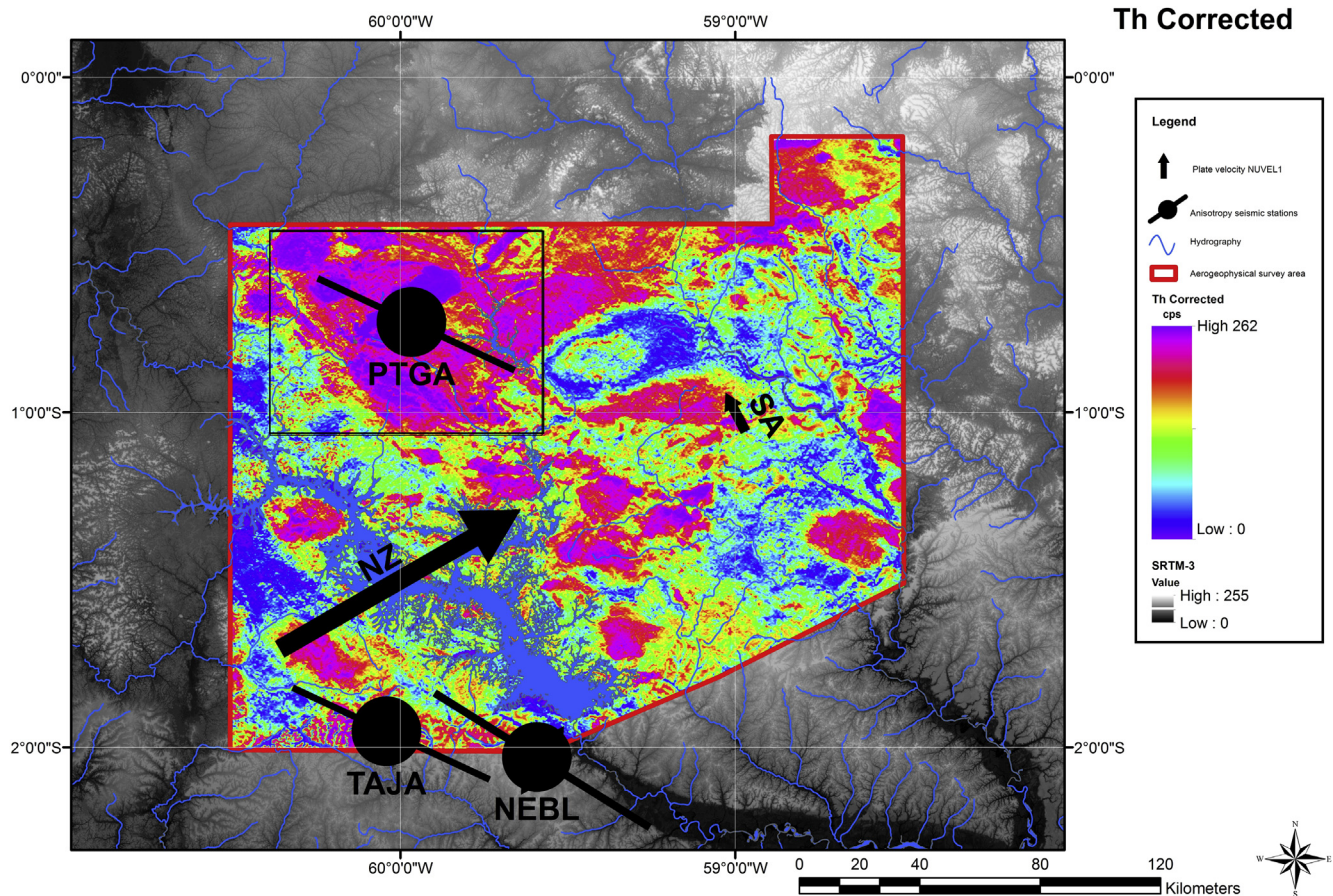 Th Corrected
60°0'0"W 59°0'0"W
0°0'0" 0°0'0"
Legend
Plate velocity NUVEL1
Anisotropy seismic stations
Hydrography
Aerogeophysical survey area
Th Corrected
cps
High 262
Low : 0
SRTM-3
Value
High : 255
Low : 0
PTGA
1°0'0"S 1°0'0"S
SA
NZ
2°0'0"S 2°0'0"S
TAJA
NEBL
60°0'0"W 59°0'0"W
0 20 40 80 120
Kilometers
N
W E
S